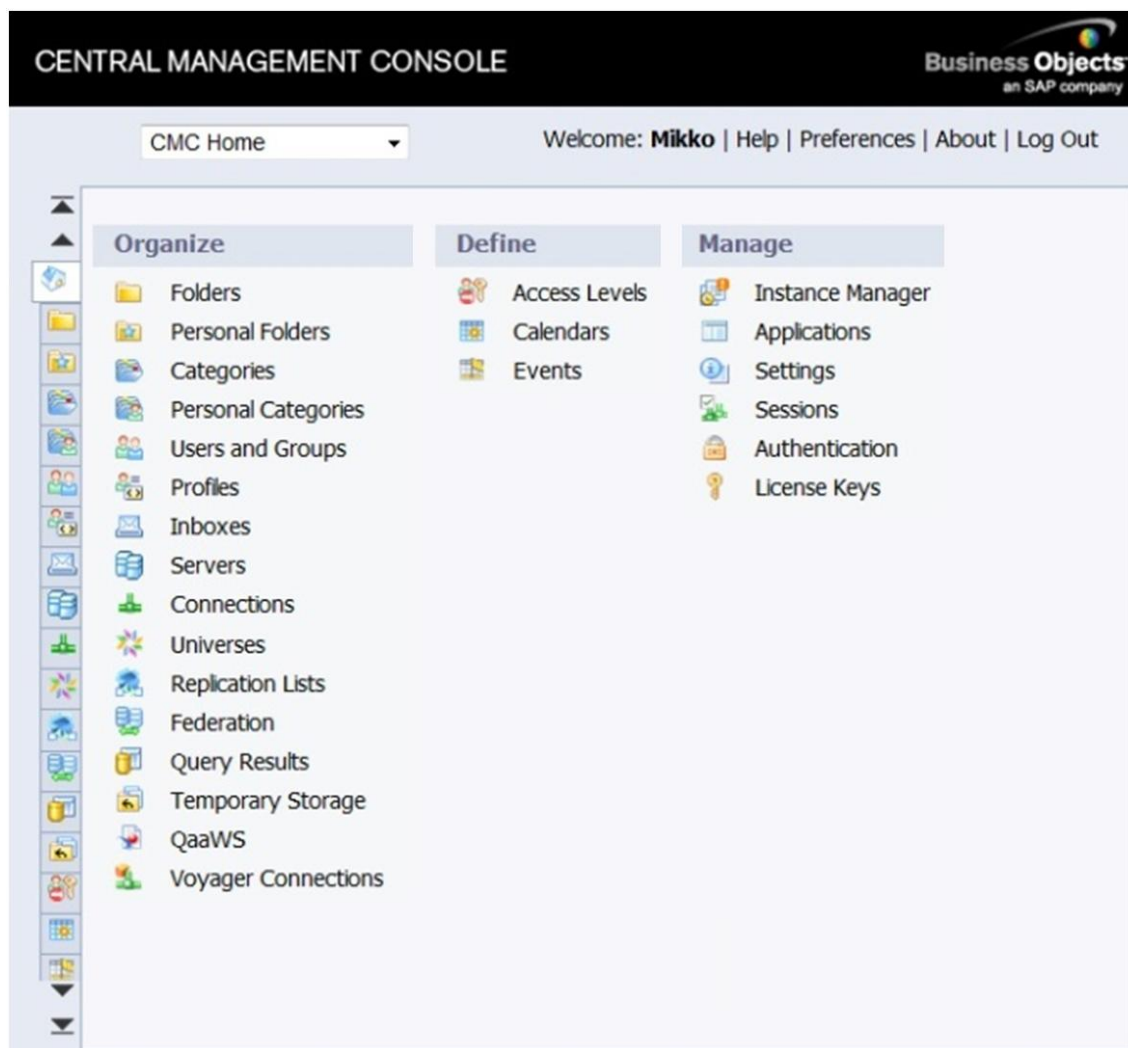 CENTRAL MANAGEMENT CONSOLE
Business Objects
an SAP company
CMC Home
Welcome: Mikko | Help | Preferences | About | Log Out
Organize
Folders
Personal Folders
Categories
Personal Categories
Users and Groups
Profiles
Inboxes
Servers
Connections
Universes
Replication Lists
Federation
Query Results
Temporary Storage
QaaWS
Voyager Connections
Define
Access Levels
Calendars
Events
Manage
Instance Manager
Applications
Settings
Sessions
Authentication
License Keys